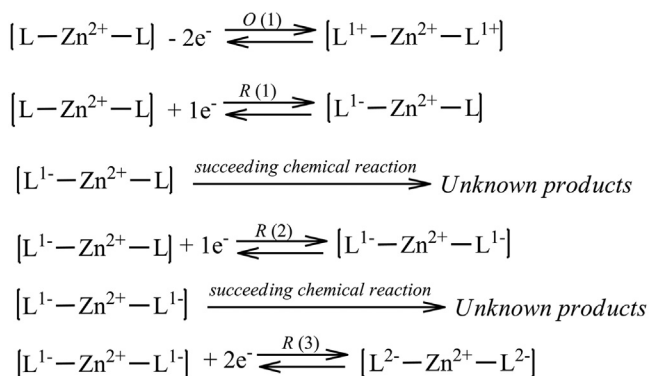 [L—Zn²⁺—L] - 2e⁻ O (1) [L¹⁺—Zn²⁺—L¹⁺]
[L—Zn²⁺—L] + 1e⁻ R (1) [L¹⁻—Zn²⁺—L]
[L¹⁻—Zn²⁺—L] succeeding chemical reaction Unknown products
[L¹⁻—Zn²⁺—L] + 1e⁻ R (2) [L¹⁻—Zn²⁺—L¹⁻]
[L¹⁻—Zn²⁺—L¹⁻] succeeding chemical reaction Unknown products
[L¹⁻—Zn²⁺—L¹⁻] + 2e⁻ R (3) [L²⁻—Zn²⁺—L²⁻]